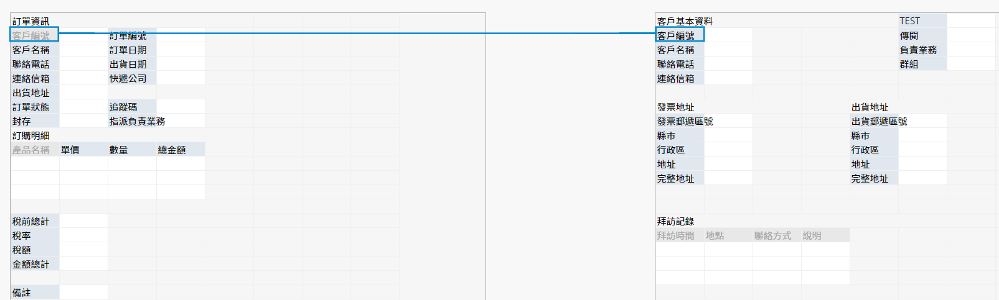 訂單資訊
客戶編號 訂單編號
客戶名稱 訂單日期
聯絡電話 出貨日期
連絡信箱 快遞公司
出貨地址
訂單狀態 追蹤碼
封存 指派負責業務
訂購明細
產品名稱 單價 數量 總金額
稅前總計
稅率
稅額
金額總計
備註
客戶基本資料 TEST
客戶編號 傳閱
客戶名稱 負責業務
聯絡電話 群組
連絡信箱
發票地址 出貨地址
發票郵遞區號 出貨郵遞區號
縣市 縣市
行政區 行政區
地址 地址
完整地址 完整地址
拜訪記錄
拜訪時間 地點 聯絡方式 說明